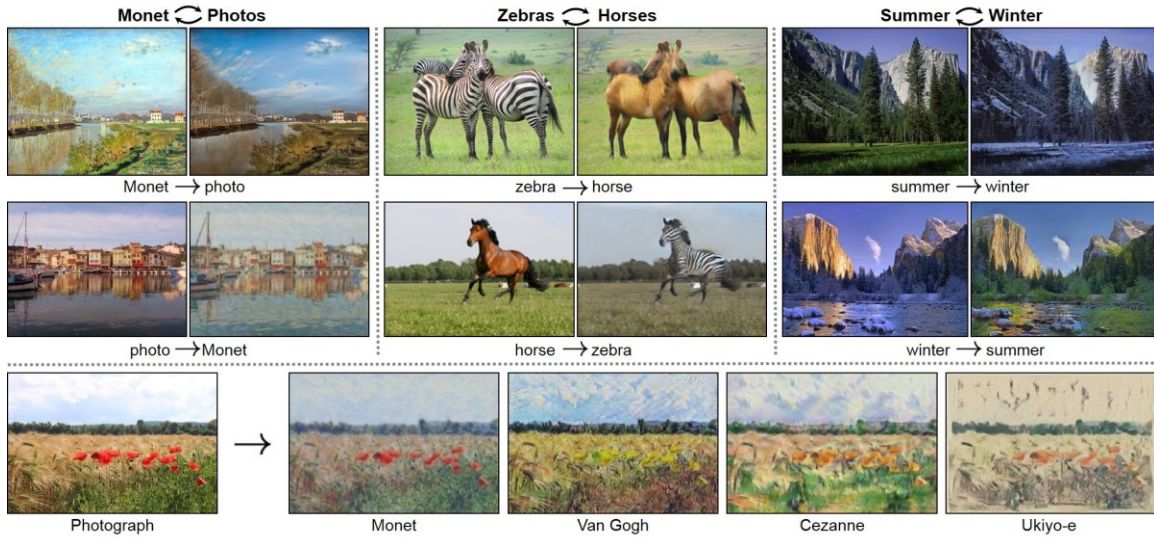 Monet Photos
Zebras Horses
Summer Winter
Monet → photo
zebra → horse
summer → winter
photo → Monet
horse → zebra
winter → summer
Photograph
Monet
Van Gogh
Cezanne
Ukiyo-e